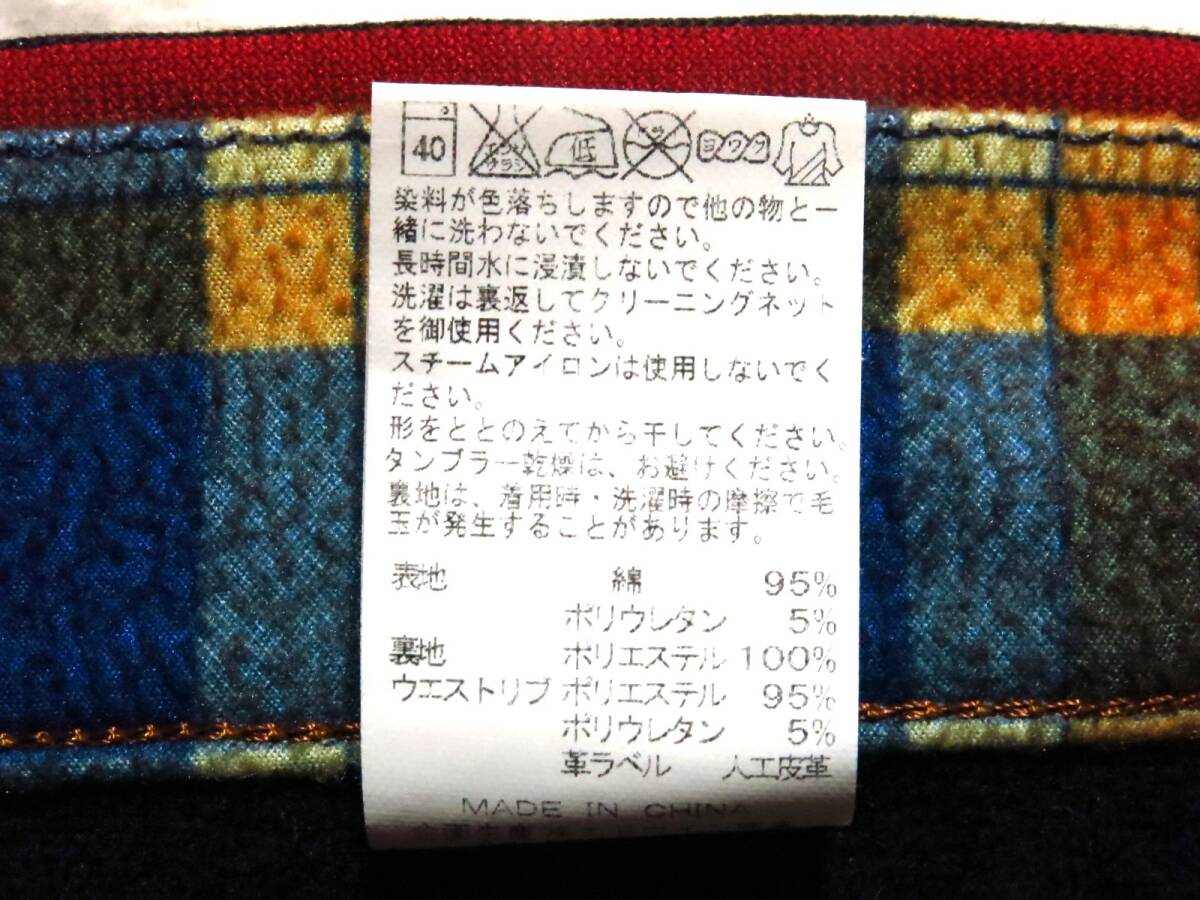 40 エンソサラシ 低 ヨワク
染料が色落ちしますので他の物と一
緒に洗わないでください。
長時間水に浸漬しないでください。
洗濯は裏返してクリーニングネット
を御使用ください。
スチームアイロンは使用しないでく
ださい。
形をととのえてから干してください。
タンブラー乾燥は、お避けください。
裏地は、着用時・洗濯時の摩擦で毛
玉が発生することがあります。
表地 綿 95%
ポリウレタン 5%
裏地 ポリエステル 100%
ウエストリブ ポリエステル 95%
ポリウレタン 5%
革ラベル 人工皮革
MADE IN CHINA